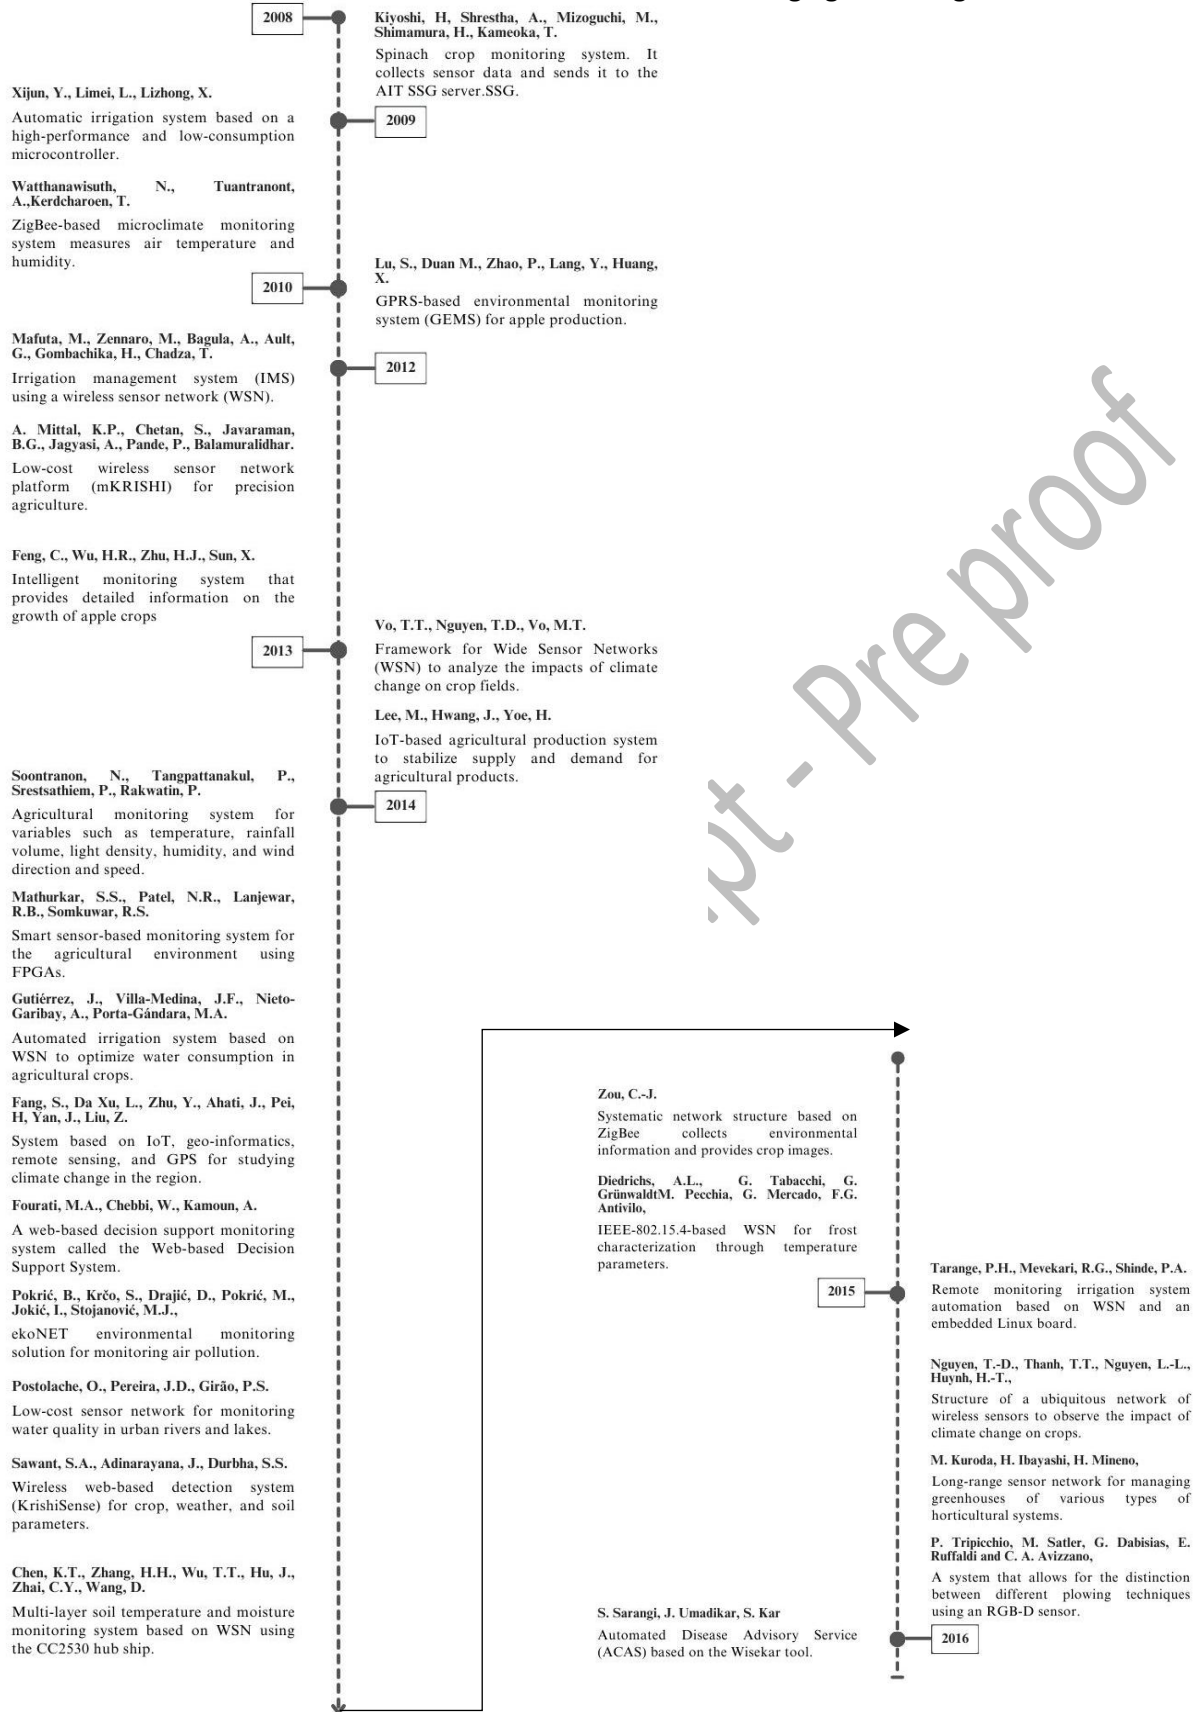 2008
Kiyoshi, H, Shrestha, A., Mizoguchi, M.,
Shimamura, H., Kameoka, T.
Spinach crop monitoring system. It
collects sensor data and sends it to the
AIT SSG server.SSG.
Xijun, Y., Limei, L., Lizhong, X.
Automatic irrigation system based on a
high-performance and low-consumption
microcontroller.
2009
Watthanawisuth, N., Tuantranont,
A.,Kerdcharoen, T.
ZigBee-based microclimate monitoring
system measures air temperature and
humidity.
2010
Lu, S., Duan M., Zhao, P., Lang, Y., Huang,
X.
GPRS-based environmental monitoring
system (GEMS) for apple production.
Mafuta, M., Zennaro, M., Bagula, A., Ault,
G., Gombachika, H., Chadza, T.
Irrigation management system (IMS)
using a wireless sensor network (WSN).
2012
A. Mittal, K.P., Chetan, S., Javaraman,
B.G., Jagyasi, A., Pande, P., Balamuralidhar.
Low-cost wireless sensor network
platform (mKRISHI) for precision
agriculture.
Feng, C., Wu, H.R., Zhu, H.J., Sun, X.
Intelligent monitoring system that
provides detailed information on the
growth of apple crops
2013
Vo, T.T., Nguyen, T.D., Vo, M.T.
Framework for Wide Sensor Networks
(WSN) to analyze the impacts of climate
change on crop fields.
Lee, M., Hwang, J., Yoe, H.
IoT-based agricultural production system
to stabilize supply and demand for
agricultural products.
2014
Soontranon, N., Tangpattanakul, P.,
Srestsathiem, P., Rakwatin, P.
Agricultural monitoring system for
variables such as temperature, rainfall
volume, light density, humidity, and wind
direction and speed.
Mathurkar, S.S., Patel, N.R., Lanjewar,
R.B., Somkuwar, R.S.
Smart sensor-based monitoring system for
the agricultural environment using
FPGAs.
Gutiérrez, J., Villa-Medina, J.F., Nieto-
Garibay, A., Porta-Gándara, M.A.
Automated irrigation system based on
WSN to optimize water consumption in
agricultural crops.
Fang, S., Da Xu, L., Zhu, Y., Ahati, J., Pei,
H, Yan, J., Liu, Z.
System based on IoT, geo-informatics,
remote sensing, and GPS for studying
climate change in the region.
Fourati, M.A., Chebbi, W., Kamoun, A.
A web-based decision support monitoring
system called the Web-based Decision
Support System.
Pokrić, B., Krčo, S., Drajić, D., Pokrić, M.,
Jokić, I., Stojanović, M.J.,
ekoNET environmental monitoring
solution for monitoring air pollution.
Postolache, O., Pereira, J.D., Girão, P.S.
Low-cost sensor network for monitoring
water quality in urban rivers and lakes.
Sawant, S.A., Adinarayana, J., Durbha, S.S.
Wireless web-based detection system
(KrishiSense) for crop, weather, and soil
parameters.
Chen, K.T., Zhang, H.H., Wu, T.T., Hu, J.,
Zhai, C.Y., Wang, D.
Multi-layer soil temperature and moisture
monitoring system based on WSN using
the CC2530 hub ship.
Zou, C.-J.
Systematic network structure based on
ZigBee collects environmental
information and provides crop images.
Diedrichs, A.L., G. Tabacchi, G.
GrünwaldtM. Pecchia, G. Mercado, F.G.
Antivilo,
IEEE-802.15.4-based WSN for frost
characterization through temperature
parameters.
2015
Tarange, P.H., Mevekari, R.G., Shinde, P.A.
Remote monitoring irrigation system
automation based on WSN and an
embedded Linux board.
Nguyen, T.-D., Thanh, T.T., Nguyen, L.-L.,
Huynh, H.-T.,
Structure of a ubiquitous network of
wireless sensors to observe the impact of
climate change on crops.
M. Kuroda, H. Ibayashi, H. Mineno,
Long-range sensor network for managing
greenhouses of various types of
horticultural systems.
P. Tripicchio, M. Satler, G. Dabisias, E.
Ruffaldi and C. A. Avizzano,
A system that allows for the distinction
between different plowing techniques
using an RGB-D sensor.
S. Sarangi, J. Umadikar, S. Kar
Automated Disease Advisory Service
(ACAS) based on the Wisekar tool.
2016
pt - Pre proof